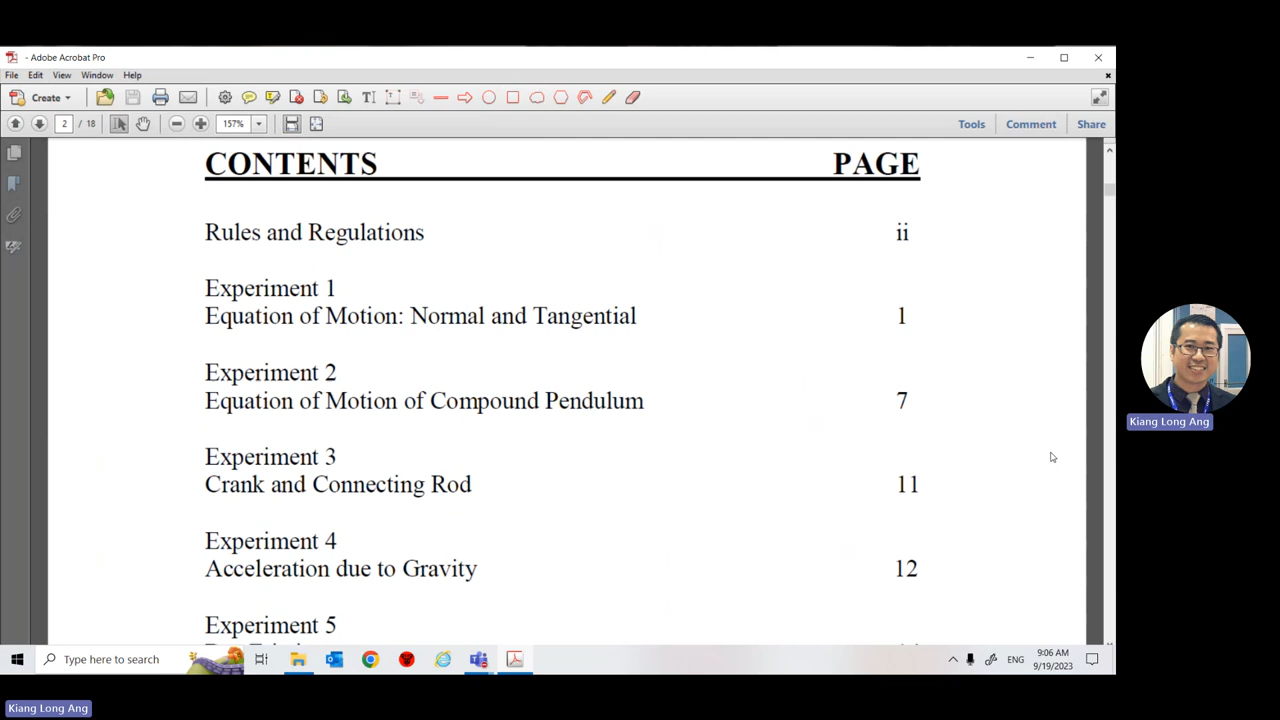 - Adobe Acrobat Pro
File Edit View Window Help
Create
2 / 18 157% Tools Comment Share
CONTENTS PAGE
Rules and Regulations ii
Experiment 1
Equation of Motion: Normal and Tangential 1
Experiment 2
Equation of Motion of Compound Pendulum 7
Experiment 3
Crank and Connecting Rod 11
Experiment 4
Acceleration due to Gravity 12
Experiment 5
Kiang Long Ang
Type here to search ENG 9:06 AM
9/19/2023
Kiang Long Ang